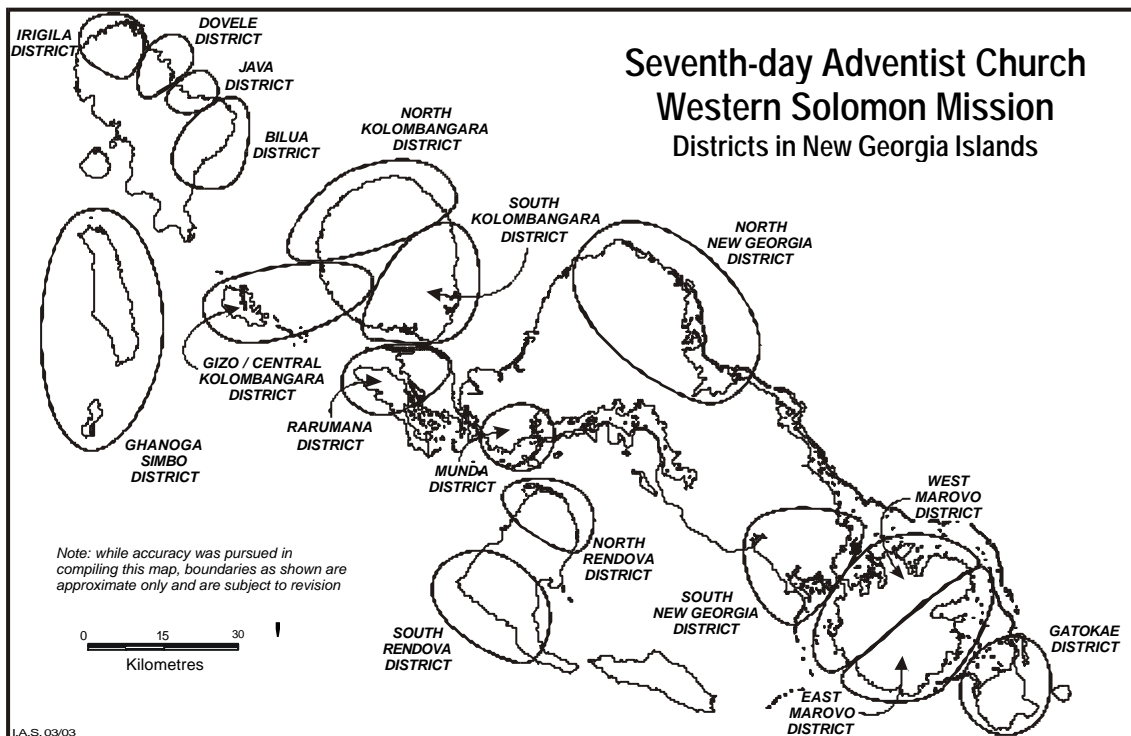 Seventh-day Adventist Church
Western Solomon Mission
Districts in New Georgia Islands
IRIGILA
DISTRICT
DOVELE
DISTRICT
JAVA
DISTRICT
BILUA
DISTRICT
NORTH
KOLOMBANGARA
DISTRICT
SOUTH
KOLOMBANGARA
DISTRICT
NORTH
NEW GEORGIA
DISTRICT
GIZO / CENTRAL
KOLOMBANGARA
DISTRICT
RARUMANA
DISTRICT
GHANOGA
SIMBO
DISTRICT
MUNDA
DISTRICT
WEST
MAROVO
DISTRICT
NORTH
RENDOVA
DISTRICT
SOUTH
NEW GEORGIA
DISTRICT
SOUTH
RENDOVA
DISTRICT
GATOKAE
DISTRICT
EAST
MAROVO
DISTRICT
Note: while accuracy was pursued in
compiling this map, boundaries as shown are
approximate only and are subject to revision
0 15 30
Kilometres
I.A.S. 03/03